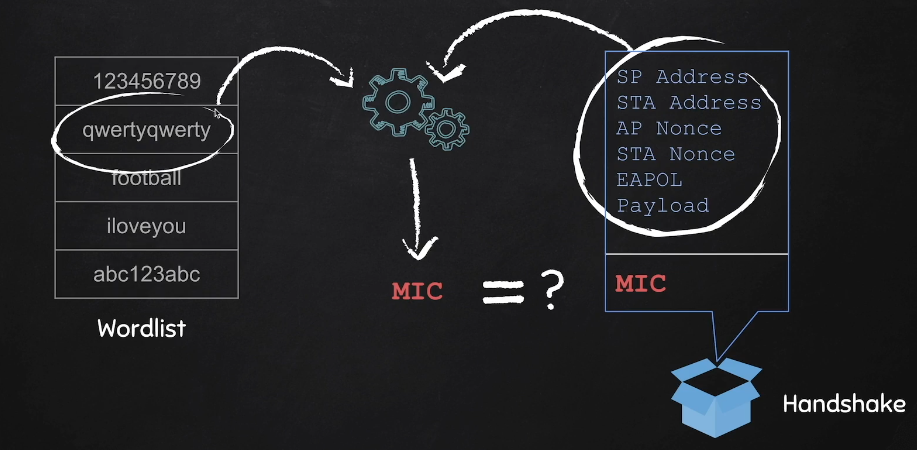 123456789
qwertyqwerty
football
iloveyou
abc123abc
Wordlist
MIC
= ?
SP Address
STA Address
AP Nonce
STA Nonce
EAPOL
Payload
MIC
Handshake